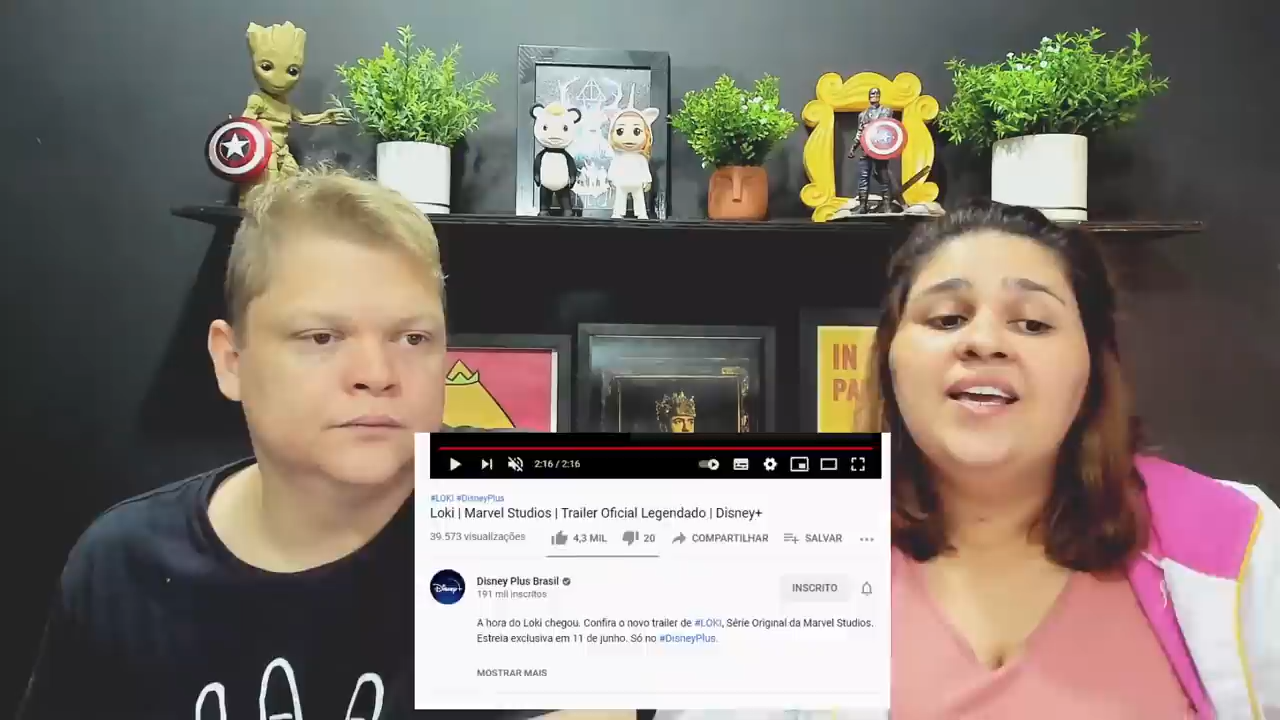 IN
PA
2:16 / 2:16
#LOKI #DisneyPlus
Loki | Marvel Studios | Trailer Oficial Legendado | Disney+
39.573 visualizações
4,3 MIL
20
COMPARTILHAR
SALVAR
Disney+
Disney Plus Brasil
191 mil inscritos
INSCRITO
A hora do Loki chegou. Confira o novo trailer de #LOKI, Série Original da Marvel Studios.
Estreia exclusiva em 11 de junho. Só no #DisneyPlus.
MOSTRAR MAIS